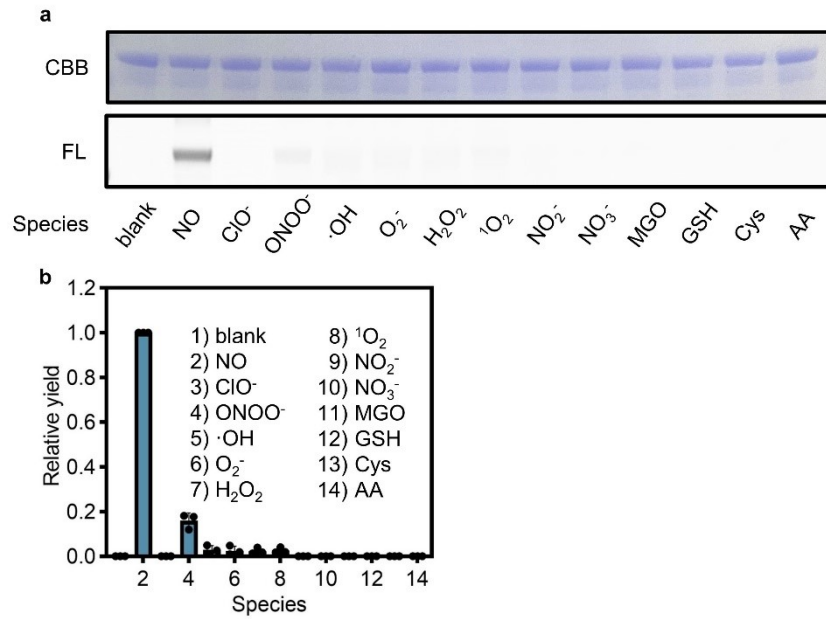 a
CBB
FL
Species blank NO ClO⁻ ONOO⁻ ·OH O₂⁻ H₂O₂ ¹O₂ NO₂⁻ NO₃⁻ MGO GSH Cys AA
b
Relative yield
1.2
1.0
0.8
0.6
0.4
0.2
0.0
1) blank 8) ¹O₂
2) NO 9) NO₂⁻
3) ClO⁻ 10) NO₃⁻
4) ONOO⁻ 11) MGO
5) ·OH 12) GSH
6) O₂⁻ 13) Cys
7) H₂O₂ 14) AA
2 4 6 8 10 12 14
Species